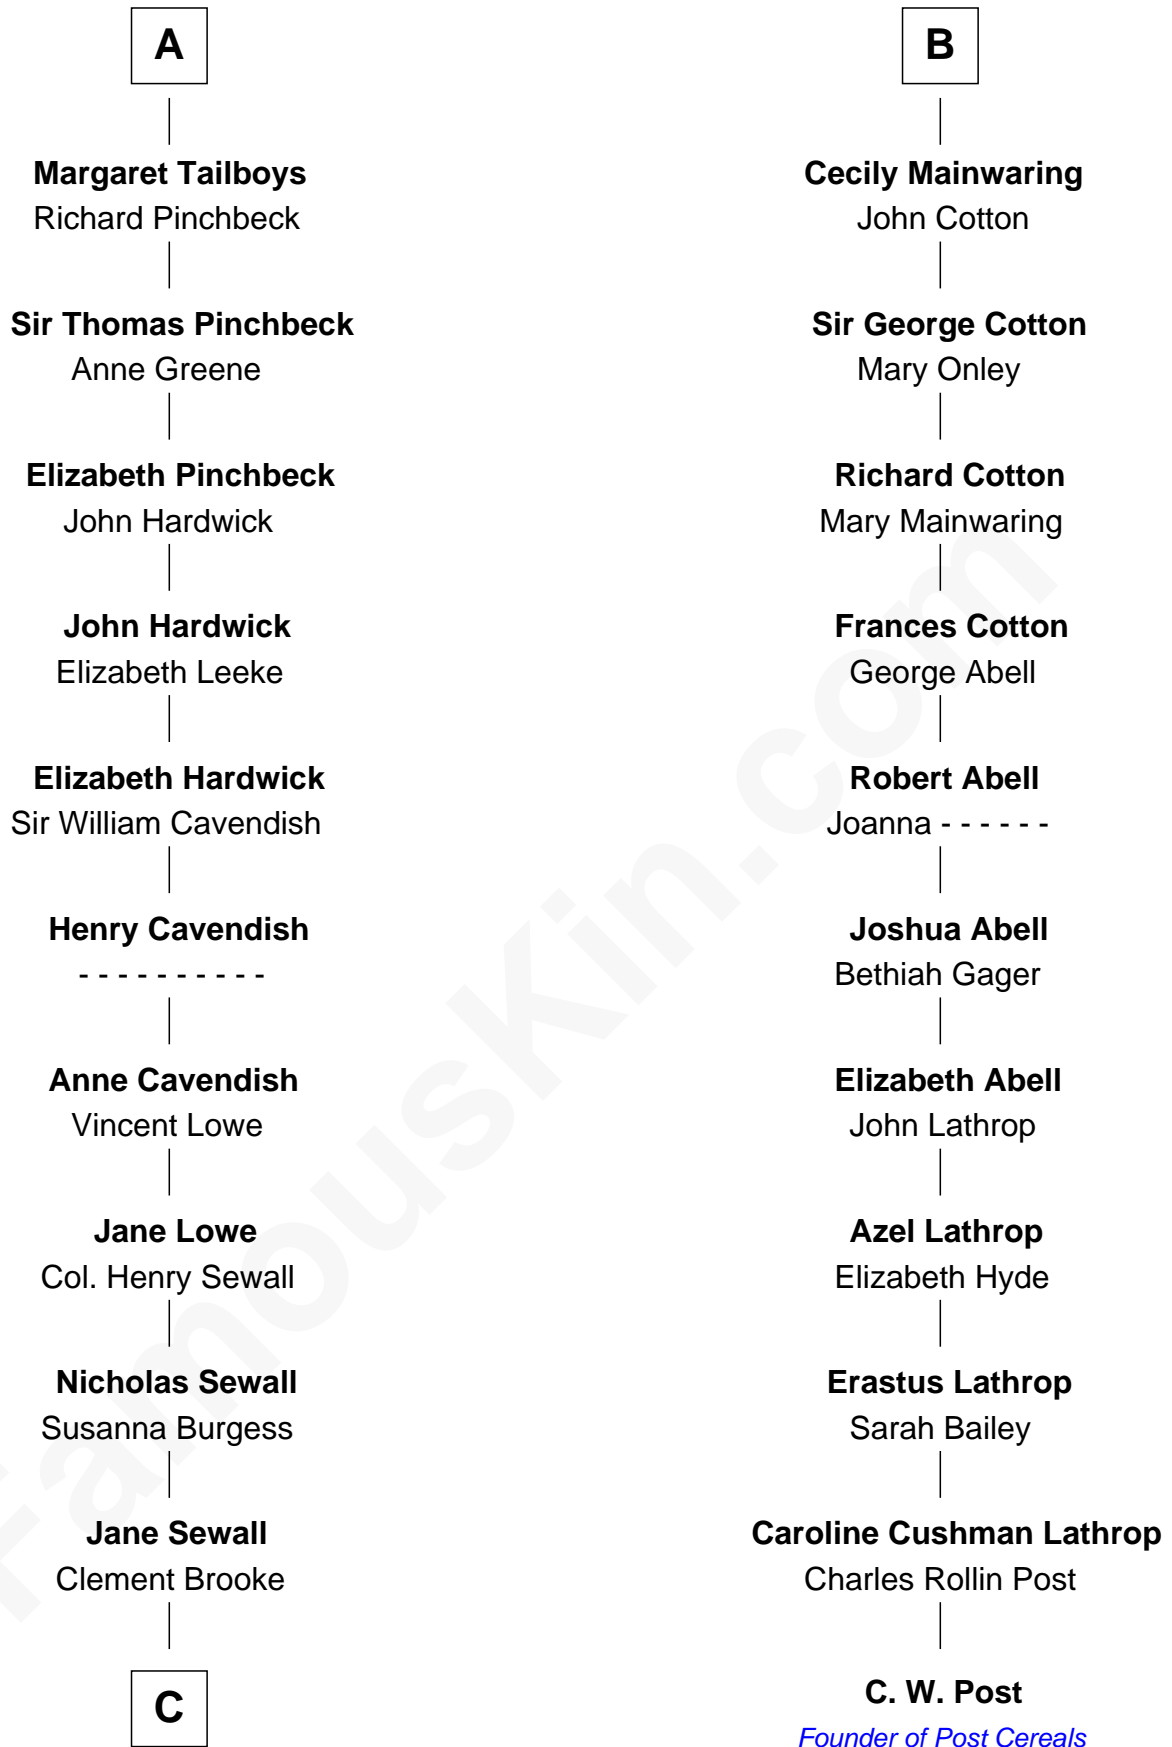 A
Margaret Tailboys
Richard Pinchbeck
Sir Thomas Pinchbeck
Anne Greene
Elizabeth Pinchbeck
John Hardwick
John Hardwick
Elizabeth Leeke
Elizabeth Hardwick
Sir William Cavendish
Henry Cavendish
- - - - - - - - - -
Anne Cavendish
Vincent Lowe
Jane Lowe
Col. Henry Sewall
Nicholas Sewall
Susanna Burgess
Jane Sewall
Clement Brooke
C
B
Cecily Mainwaring
John Cotton
Sir George Cotton
Mary Onley
Richard Cotton
Mary Mainwaring
Frances Cotton
George Abell
Robert Abell
Joanna - - - - - -
Joshua Abell
Bethiah Gager
Elizabeth Abell
John Lathrop
Azel Lathrop
Elizabeth Hyde
Erastus Lathrop
Sarah Bailey
Caroline Cushman Lathrop
Charles Rollin Post
C. W. Post
Founder of Post Cereals
FamousKin.com